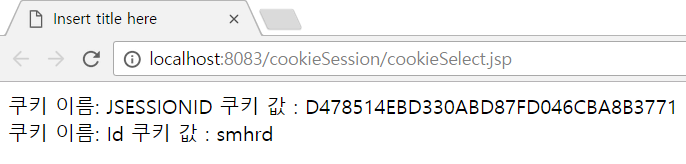 Insert title here
localhost:8083/cookieSession/cookieSelect.jsp
쿠키 이름: JSESSIONID 쿠키 값 : D478514EBD330ABD87FD046CBA8B3771
쿠키 이름: Id 쿠키 값 : smhrd